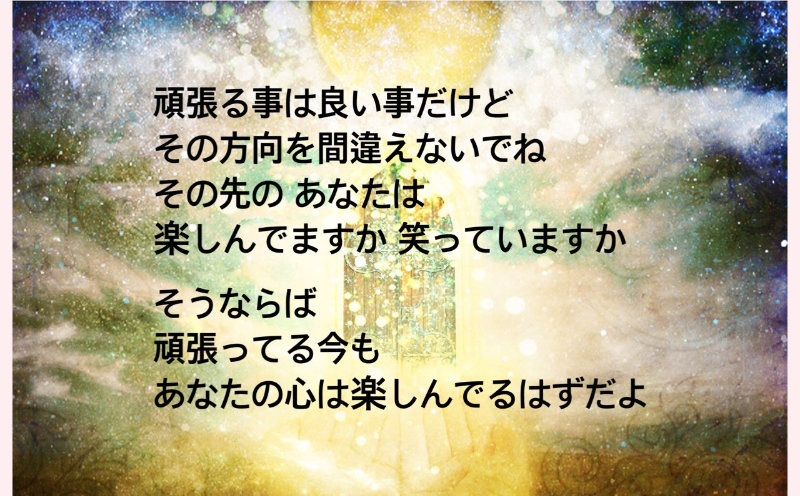 頑張る事は良い事だけど
その方向を間違えないでね
その先の あなたは
楽しんでますか 笑っていますか
そうならば
頑張ってる今も
あなたの心は楽しんでるはずだよ